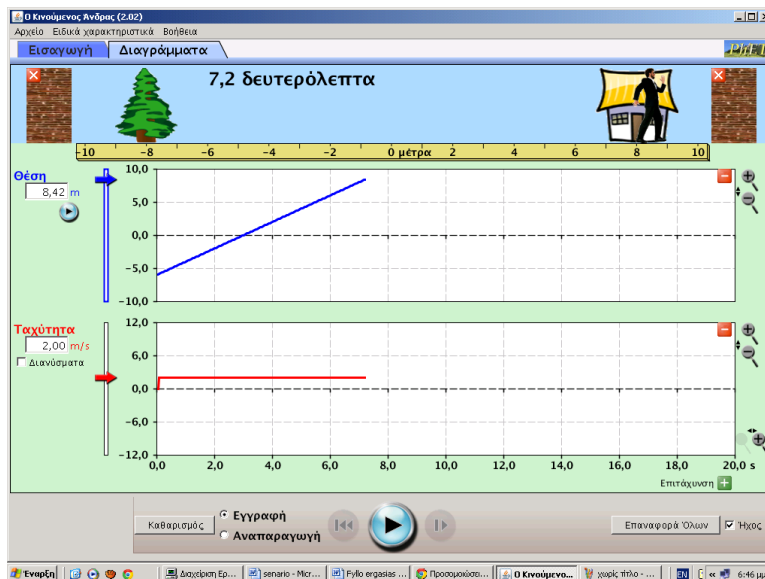 Ο Κινούμενος Άνδρας (2.02)
Αρχείο Ειδικά χαρακτηριστικά Βοήθεια
Εισαγωγή Διαγράμματα PhET
7,2 δευτερόλεπτα
-10 -8 -6 -4 -2 0 μέτρα 2 4 6 8 10
Θέση
8,42 m
10,0
5,0
0,0
-5,0
-10,0
Ταχύτητα
2,00 m/s
Διανύσματα
12,0
6,0
0,0
-6,0
-12,0
0,0 2,0 4,0 6,0 8,0 10,0 12,0 14,0 16,0 18,0 20,0 s
Επιτάχυνση
Καθαρισμός
Εγγραφή
Αναπαραγωγή
Επαναφορά Όλων
Ήχος
Έναρξη
Διαχείριση Ερ...
senario - Micr...
Fyllo ergasias ...
Προσομοιώσει...
Ο Κινούμενο...
χωρίς τίτλο - ...
EN
6:46 μμ